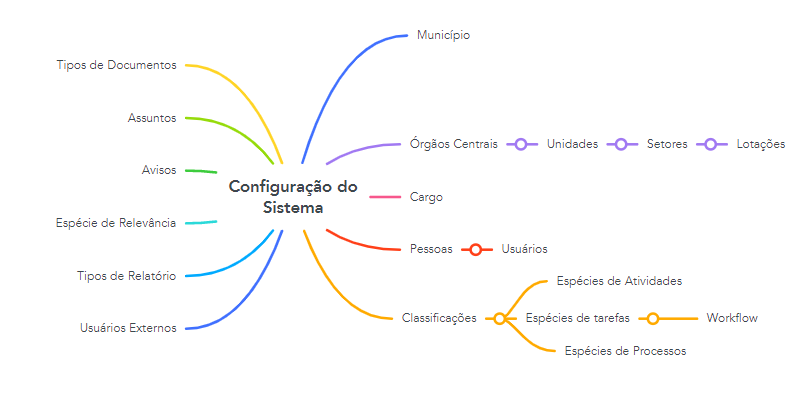 Configuração do
Sistema
Tipos de Documentos
Assuntos
Avisos
Espécie de Relevância
Tipos de Relatório
Usuários Externos
Município
Órgãos Centrais
Unidades
Setores
Lotações
Cargo
Pessoas
Usuários
Classificações
Espécies de Atividades
Espécies de tarefas
Workflow
Espécies de Processos